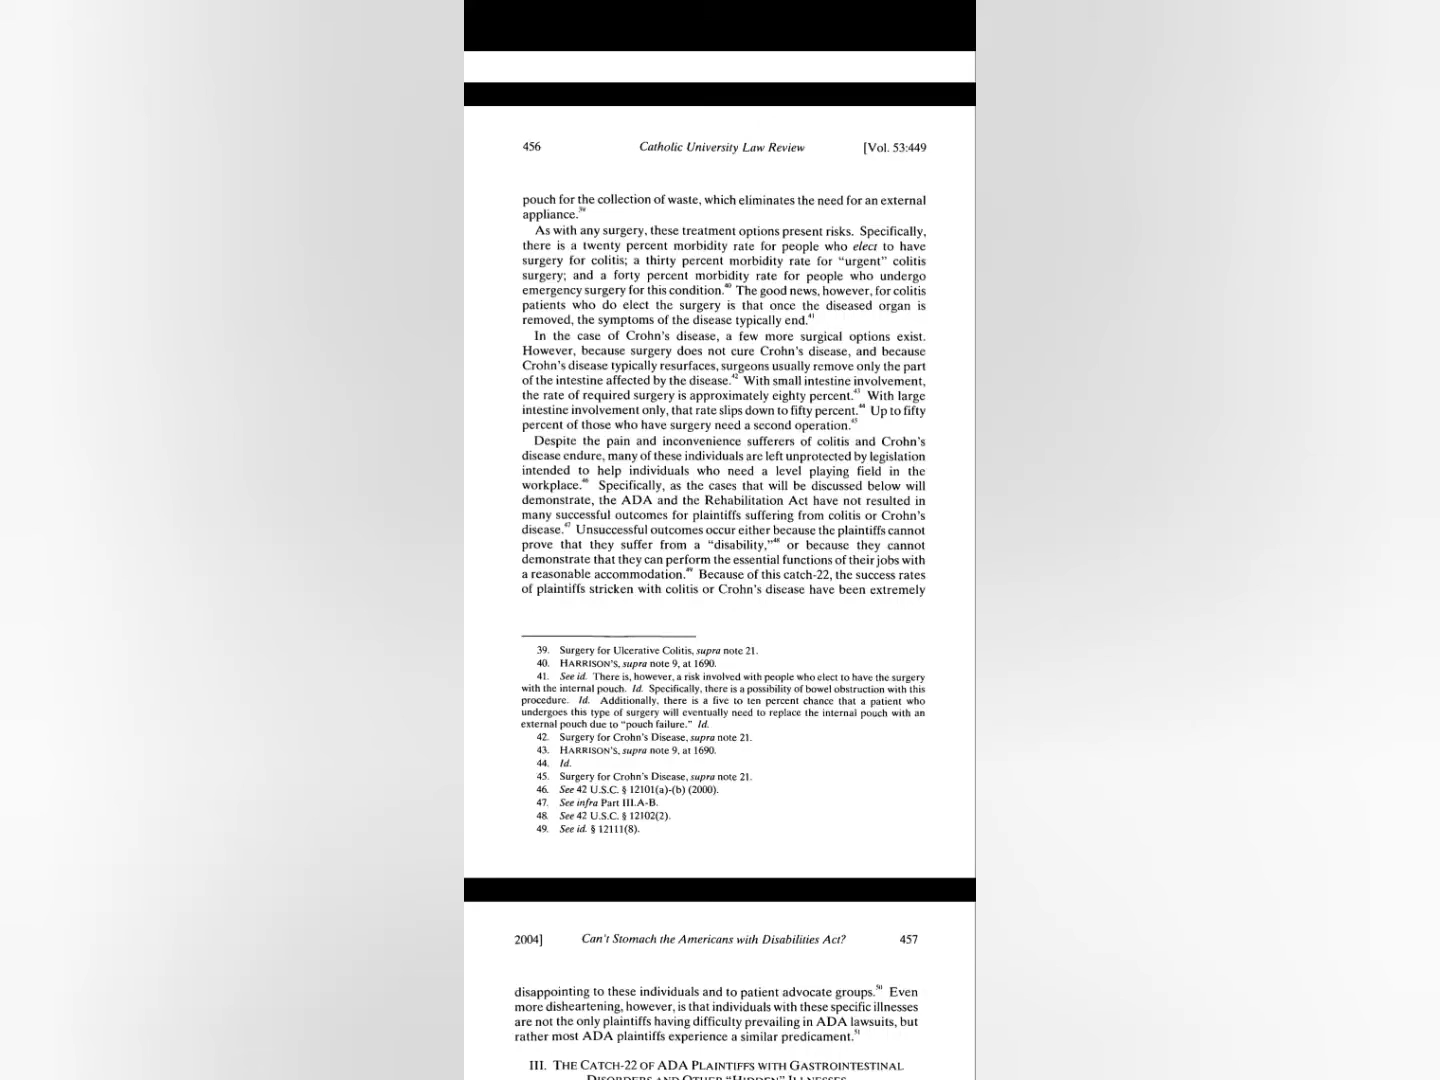 456 Catholic University Law Review [Vol. 53:449
pouch for the collection of waste, which eliminates the need for an external
appliance.39
As with any surgery, these treatment options present risks. Specifically,
there is a twenty percent morbidity rate for people who elect to have
surgery for colitis; a thirty percent morbidity rate for “urgent” colitis
surgery; and a forty percent morbidity rate for people who undergo
emergency surgery for this condition.40 The good news, however, for colitis
patients who do elect the surgery is that once the diseased organ is
removed, the symptoms of the disease typically end.41
In the case of Crohn’s disease, a few more surgical options exist.
However, because surgery does not cure Crohn’s disease, and because
Crohn’s disease typically resurfaces, surgeons usually remove only the part
of the intestine affected by the disease.42 With small intestine involvement,
the rate of required surgery is approximately eighty percent.43 With large
intestine involvement only, that rate slips down to fifty percent.44 Up to fifty
percent of those who have surgery need a second operation.45
Despite the pain and inconvenience sufferers of colitis and Crohn’s
disease endure, many of these individuals are left unprotected by legislation
intended to help individuals who need a level playing field in the
workplace.46 Specifically, as the cases that will be discussed below will
demonstrate, the ADA and the Rehabilitation Act have not resulted in
many successful outcomes for plaintiffs suffering from colitis or Crohn’s
disease.47 Unsuccessful outcomes occur either because the plaintiffs cannot
prove that they suffer from a “disability,”48 or because they cannot
demonstrate that they can perform the essential functions of their jobs with
a reasonable accommodation.49 Because of this catch-22, the success rates
of plaintiffs stricken with colitis or Crohn’s disease have been extremely
39. Surgery for Ulcerative Colitis, supra note 21.
40. HARRISON’S, supra note 9, at 1690.
41. See id. There is, however, a risk involved with people who elect to have the surgery
with the internal pouch. Id. Specifically, there is a possibility of bowel obstruction with this
procedure. Id. Additionally, there is a five to ten percent chance that a patient who
undergoes this type of surgery will eventually need to replace the internal pouch with an
external pouch due to “pouch failure.” Id.
42. Surgery for Crohn’s Disease, supra note 21.
43. HARRISON’S, supra note 9, at 1690.
44. Id.
45. Surgery for Crohn’s Disease, supra note 21.
46. See 42 U.S.C. § 12101(a)-(b) (2000).
47. See infra Part III.A-B.
48. See 42 U.S.C. § 12102(2).
49. See id. § 12111(8).
2004] Can’t Stomach the Americans with Disabilities Act? 457
disappointing to these individuals and to patient advocate groups.50 Even
more disheartening, however, is that individuals with these specific illnesses
are not the only plaintiffs having difficulty prevailing in ADA lawsuits, but
rather most ADA plaintiffs experience a similar predicament.51
III. THE CATCH-22 OF ADA PLAINTIFFS WITH GASTROINTESTINAL
DISORDERS AND OTHER “HIDDEN” ILLNESSES